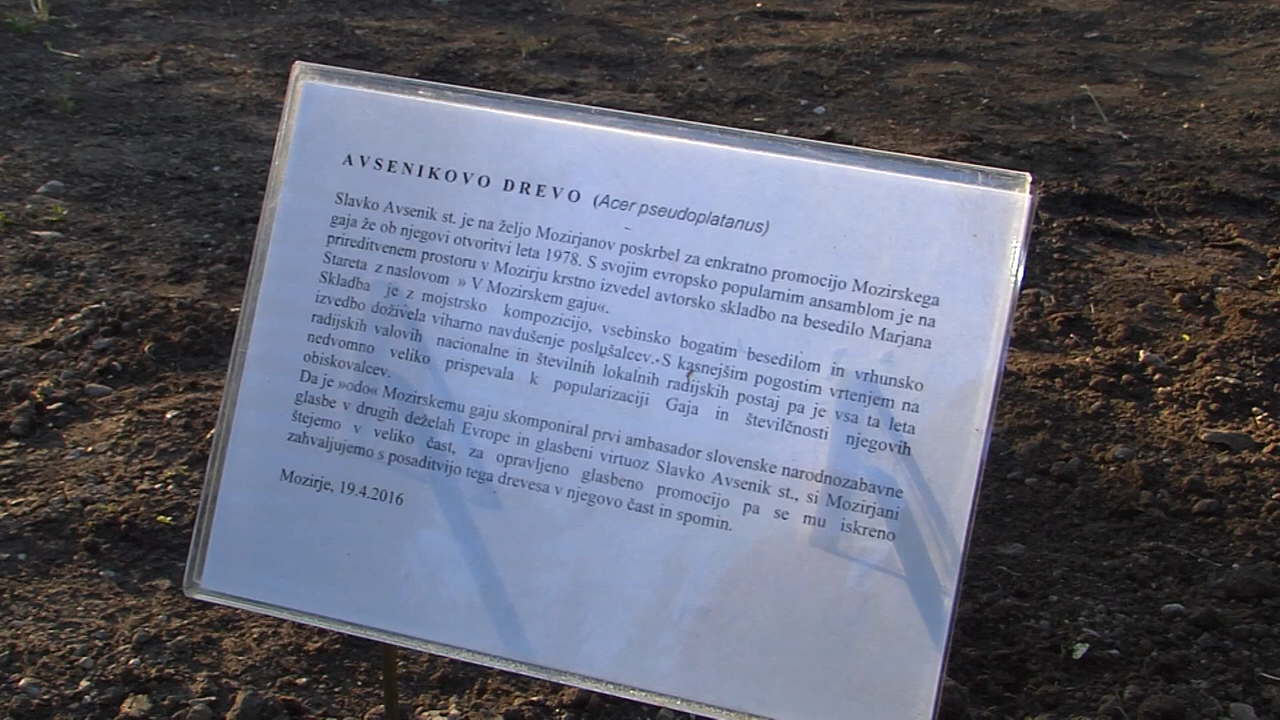 AVSENIKOVO DREVO (Acer pseudoplatanus)
Slavko Avsenik st. je na željo Mozirjanov poskrbel za enkratno promocijo Mozirskega
gaja že ob njegovi otvoritvi leta 1978. S svojim evropsko popularnim ansamblom je na
prireditvenem prostoru v Mozirju krstno izvedel avtorsko skladbo na besedilo Marjana
Stareta z naslovom » V Mozirskem gaju«.
Skladba je z mojstrsko kompozicijo, vsebinsko bogatim besedilom in vrhunsko
izvedbo doživela viharno navdušenje poslušalcev. S kasnejšim pogostim vrtenjem na
radijskih valovih nacionalne in številnih lokalnih radijskih postaj pa je vsa ta leta
nedvomno veliko prispevala k popularizaciji Gaja in številčnosti njegovih
obiskovalcev.
Da je »odo« Mozirskemu gaju skomponiral prvi ambasador slovenske narodnozabavne
glasbe v drugih deželah Evrope in glasbeni virtuoz Slavko Avsenik st., si Mozirjani
štejemo v veliko čast, za opravljeno glasbeno promocijo pa se mu iskreno
zahvaljujemo s posaditvijo tega drevesa v njegovo čast in spomin.
Mozirje, 19.4.2016